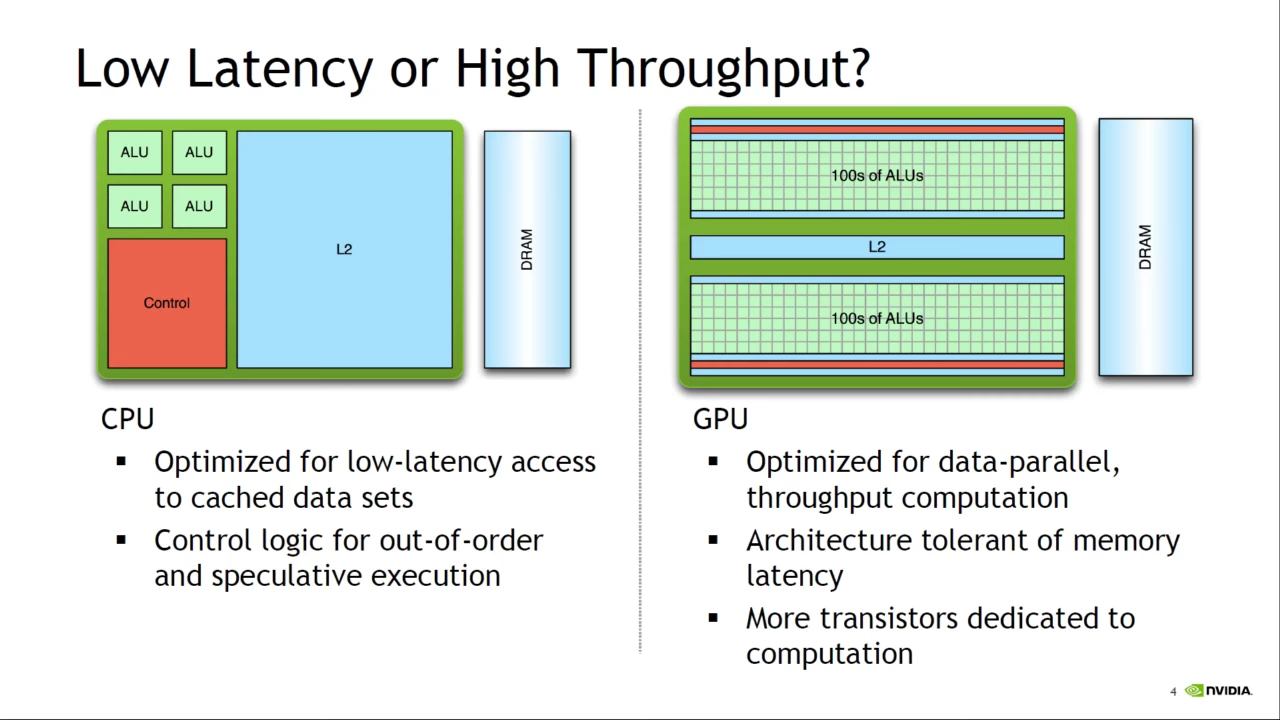 Low Latency or High Throughput?
ALU
ALU
ALU
ALU
Control
L2
DRAM
100s of ALUs
L2
100s of ALUs
DRAM
CPU
▪ Optimized for low-latency access
to cached data sets
▪ Control logic for out-of-order
and speculative execution
GPU
▪ Optimized for data-parallel,
throughput computation
▪ Architecture tolerant of memory
latency
▪ More transistors dedicated to
computation
4 NVIDIA.